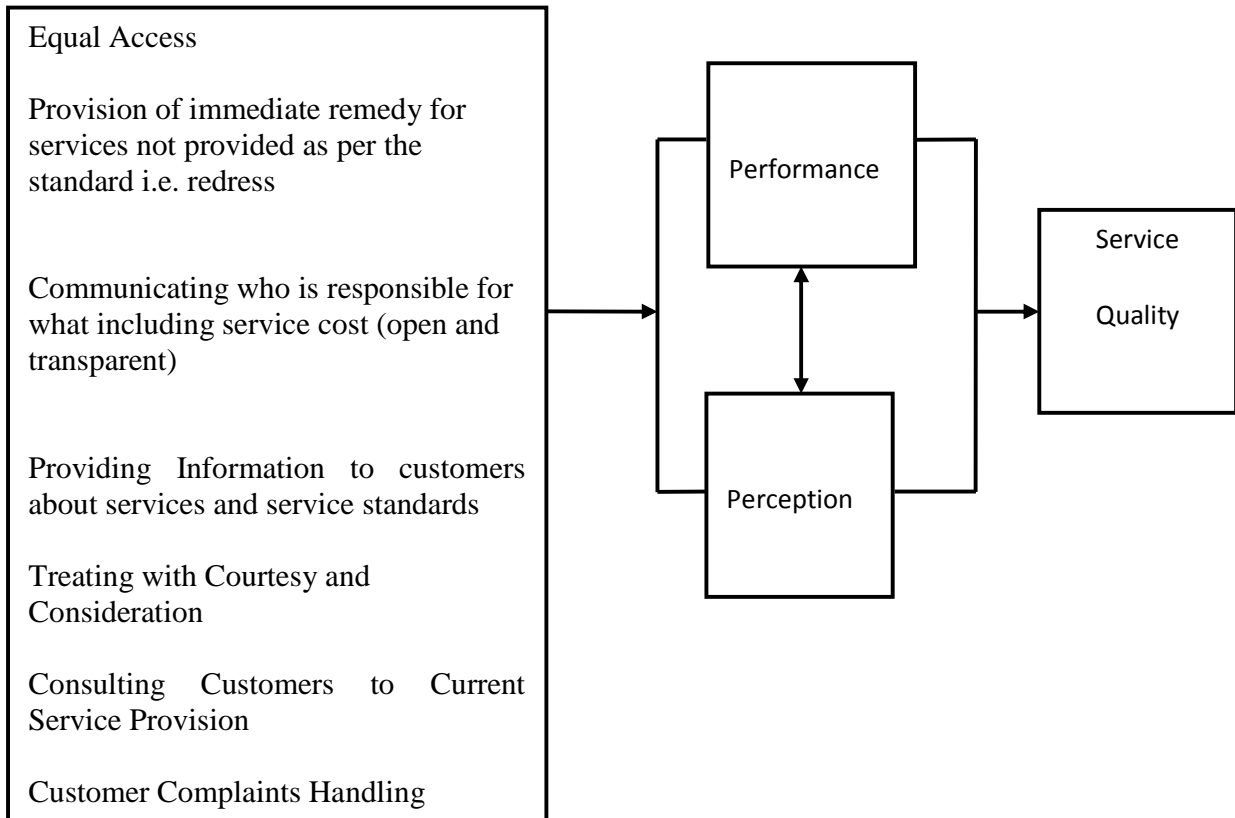 Equal Access
Provision of immediate remedy for
services not provided as per the
standard i.e. redress
Communicating who is responsible for
what including service cost (open and
transparent)
Providing Information to customers
about services and service standards
Treating with Courtesy and
Consideration
Consulting Customers to Current
Service Provision
Customer Complaints Handling
Performance
Perception
Service
Quality